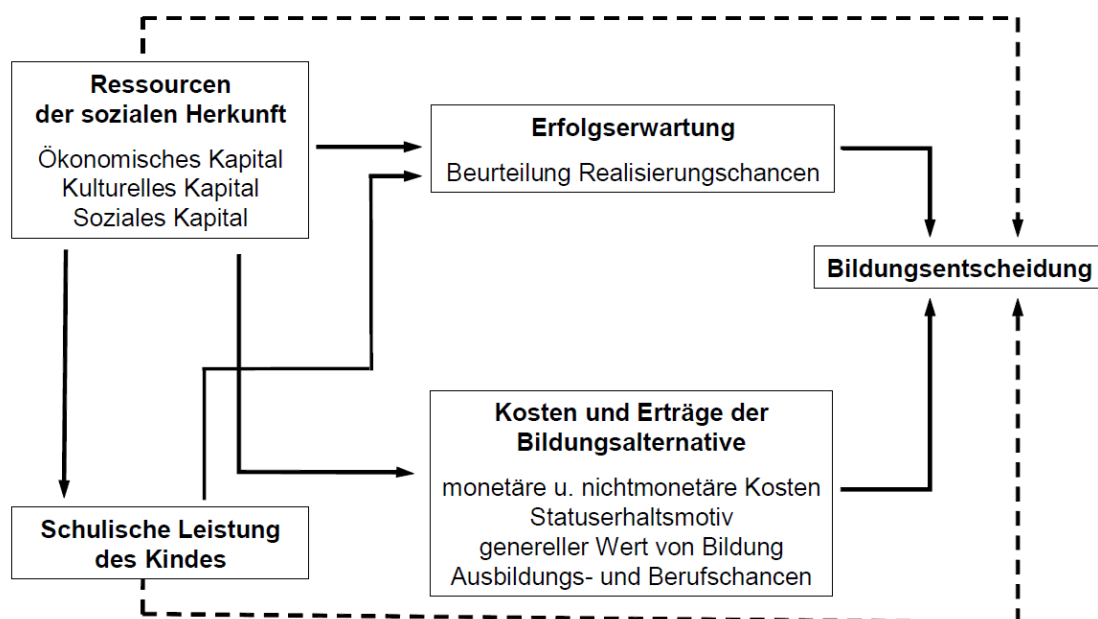 Ressourcen
der sozialen Herkunft
Ökonomisches Kapital
Kulturelles Kapital
Soziales Kapital
Erfolgserwartung
Beurteilung Realisierungschancen
Bildungsentscheidung
Kosten und Erträge der
Bildungsalternative
monetäre u. nichtmonetäre Kosten
Statuserhaltsmotiv
genereller Wert von Bildung
Ausbildungs- und Berufschancen
Schulische Leistung
des Kindes